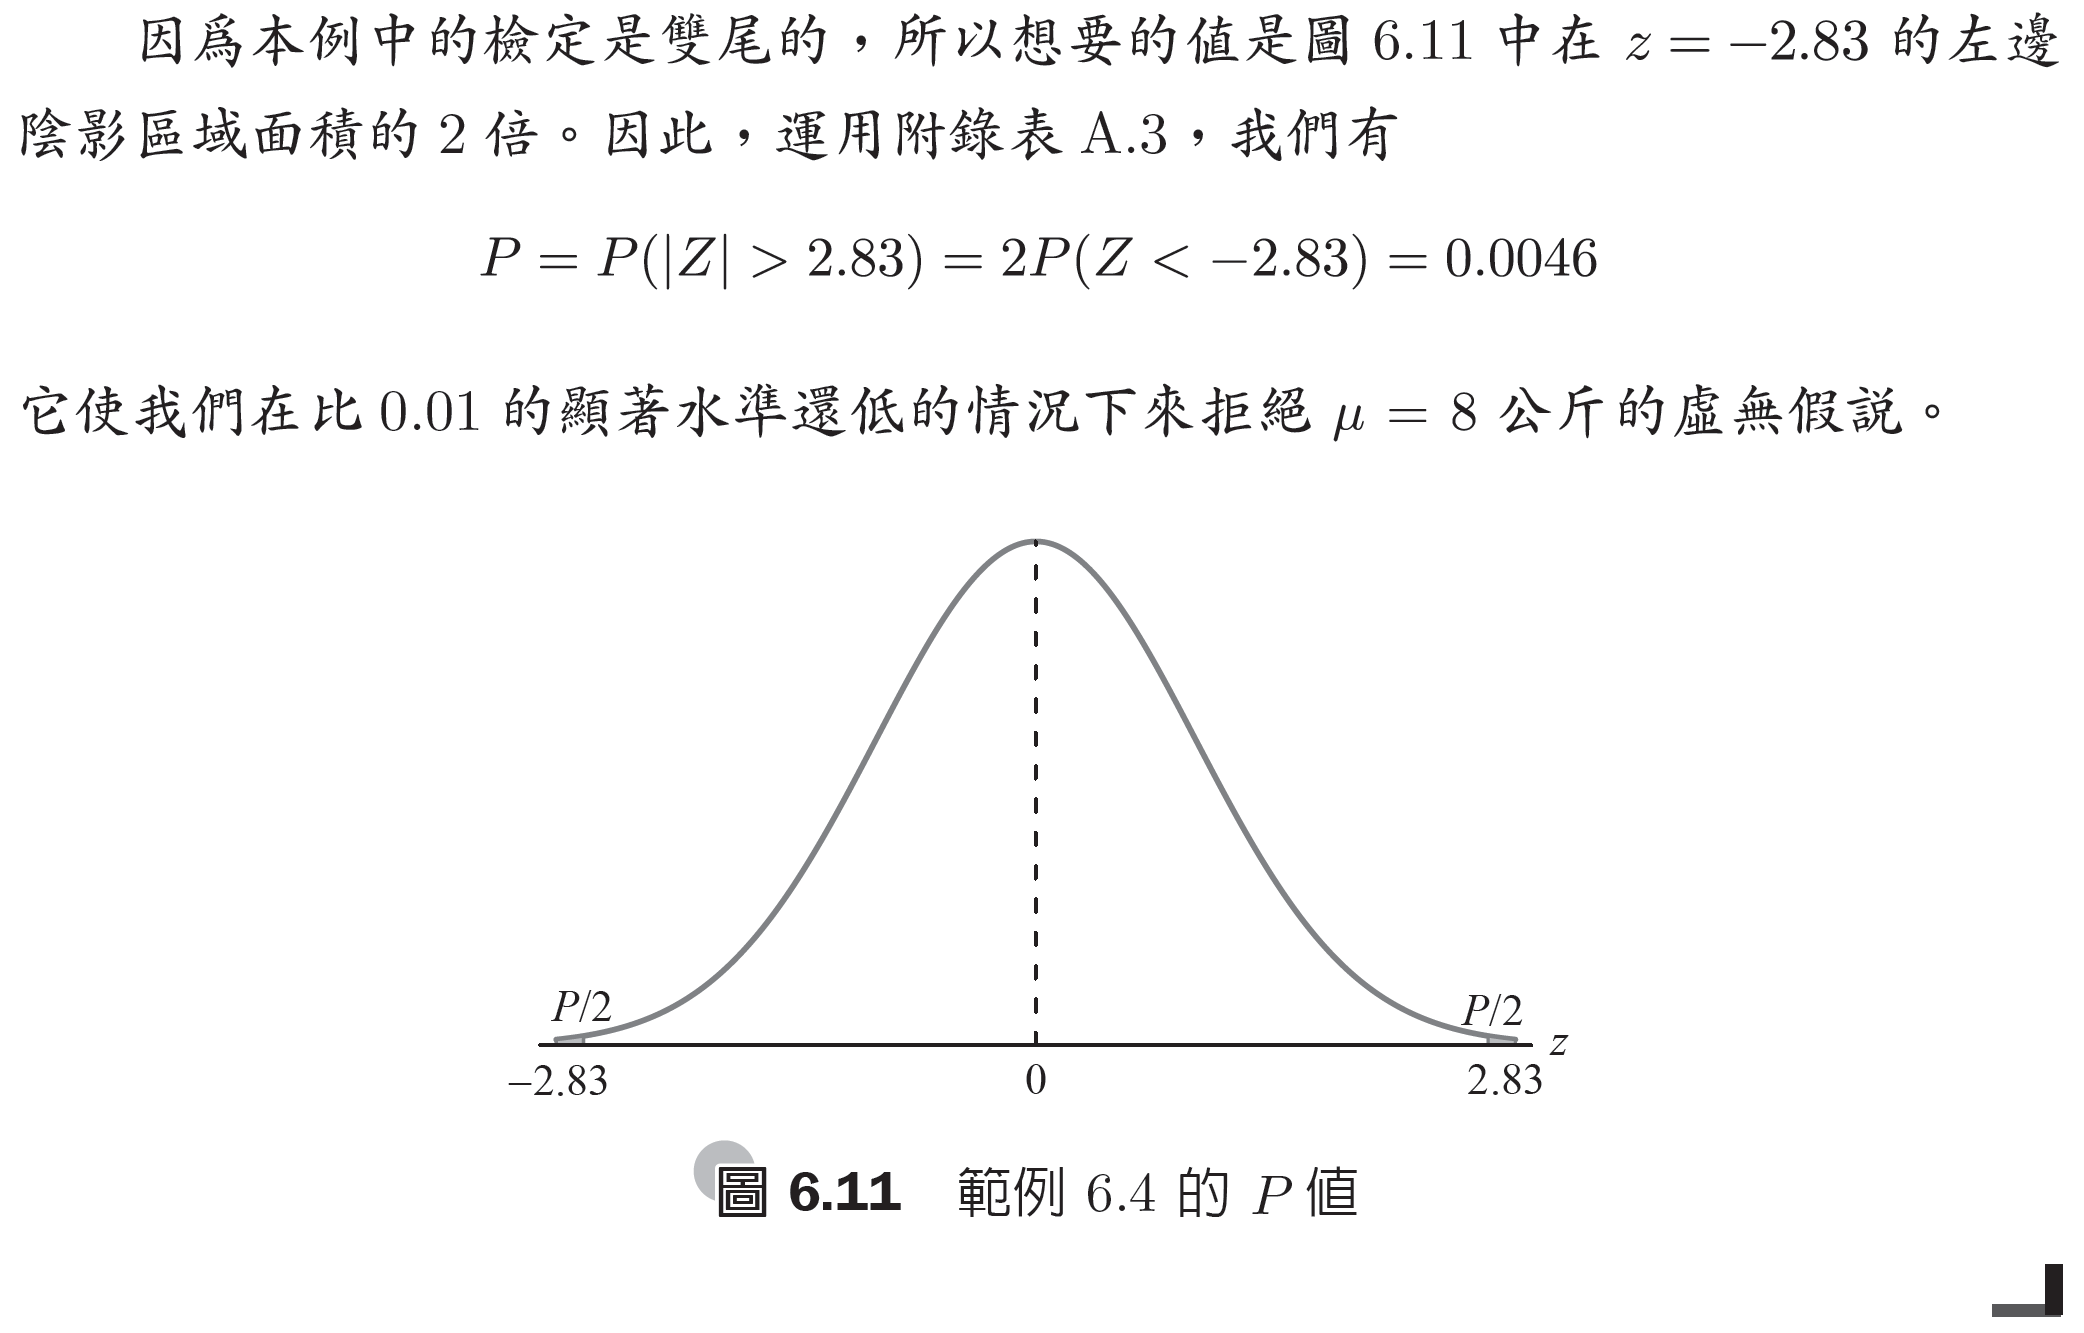 因爲本例中的檢定是雙尾的，所以想要的值是圖 6.11 中在 z = −2.83 的左邊
陰影區域面積的 2 倍。因此，運用附錄表 A.3，我們有
P = P(|Z| > 2.83) = 2P(Z < −2.83) = 0.0046
它使我們在比 0.01 的顯著水準還低的情況下來拒絕 μ = 8 公斤的虛無假說。
P/2
P/2
z
−2.83
0
2.83
圖 6.11 範例 6.4 的 P 值